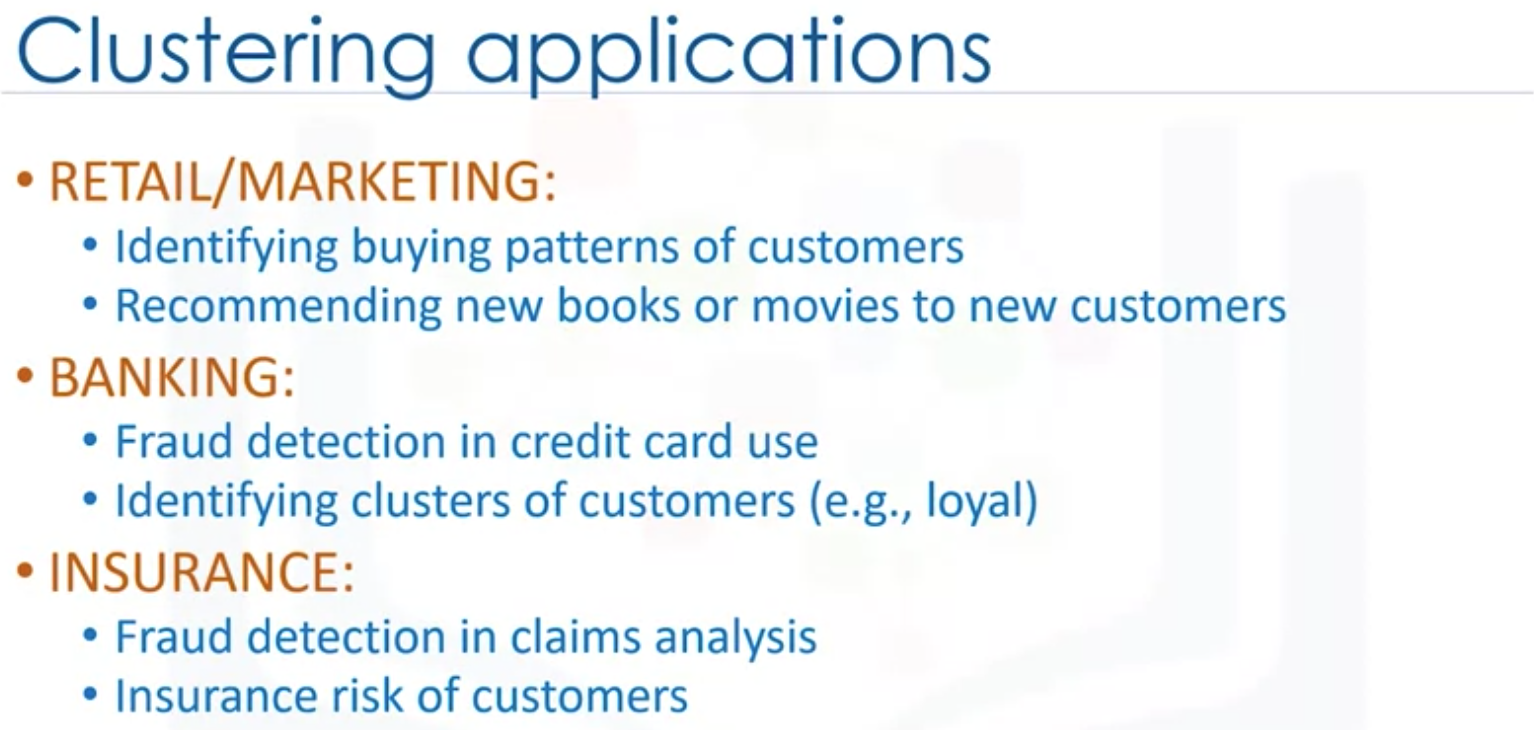 Clustering applications
• RETAIL/MARKETING:
• Identifying buying patterns of customers
• Recommending new books or movies to new customers
• BANKING:
• Fraud detection in credit card use
• Identifying clusters of customers (e.g., loyal)
• INSURANCE:
• Fraud detection in claims analysis
• Insurance risk of customers